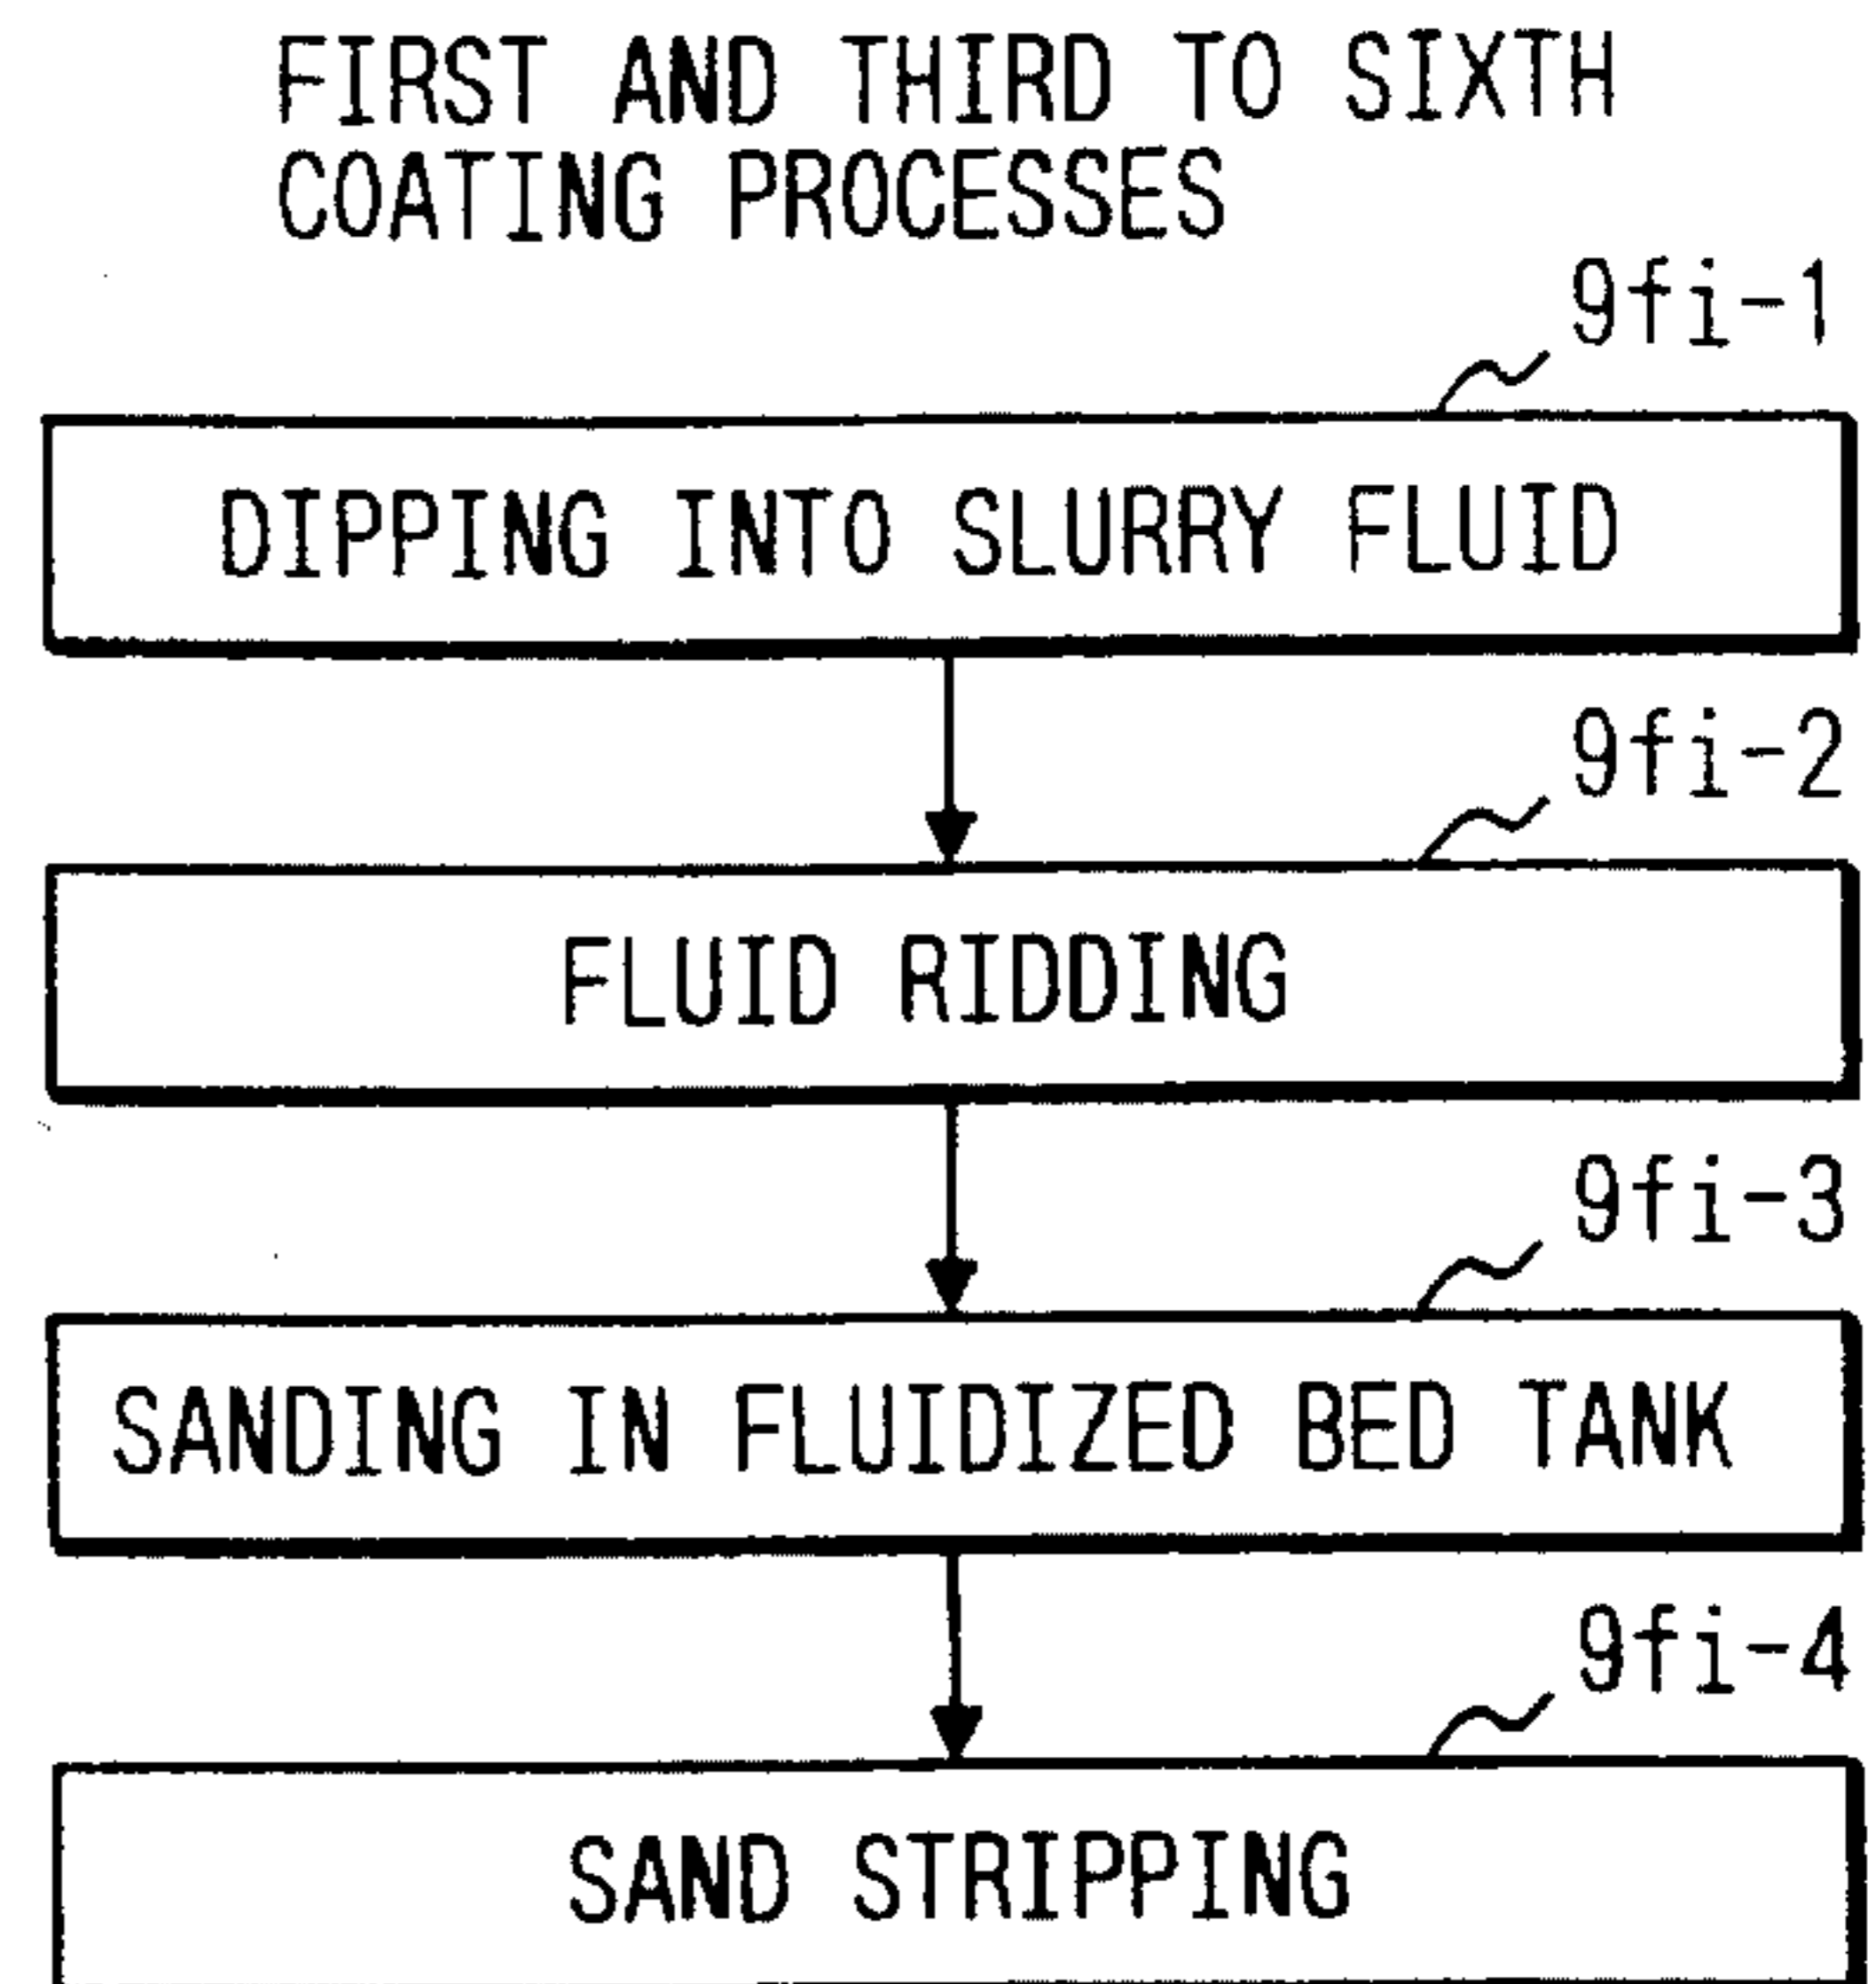 FIRST AND THIRD TO SIXTH
COATING PROCESSES
9fi-1
DIPPING INTO SLURRY FLUID
9fi-2
FLUID RIDDING
9fi-3
SANDING IN FLUIDIZED BED TANK
9fi-4
SAND STRIPPING